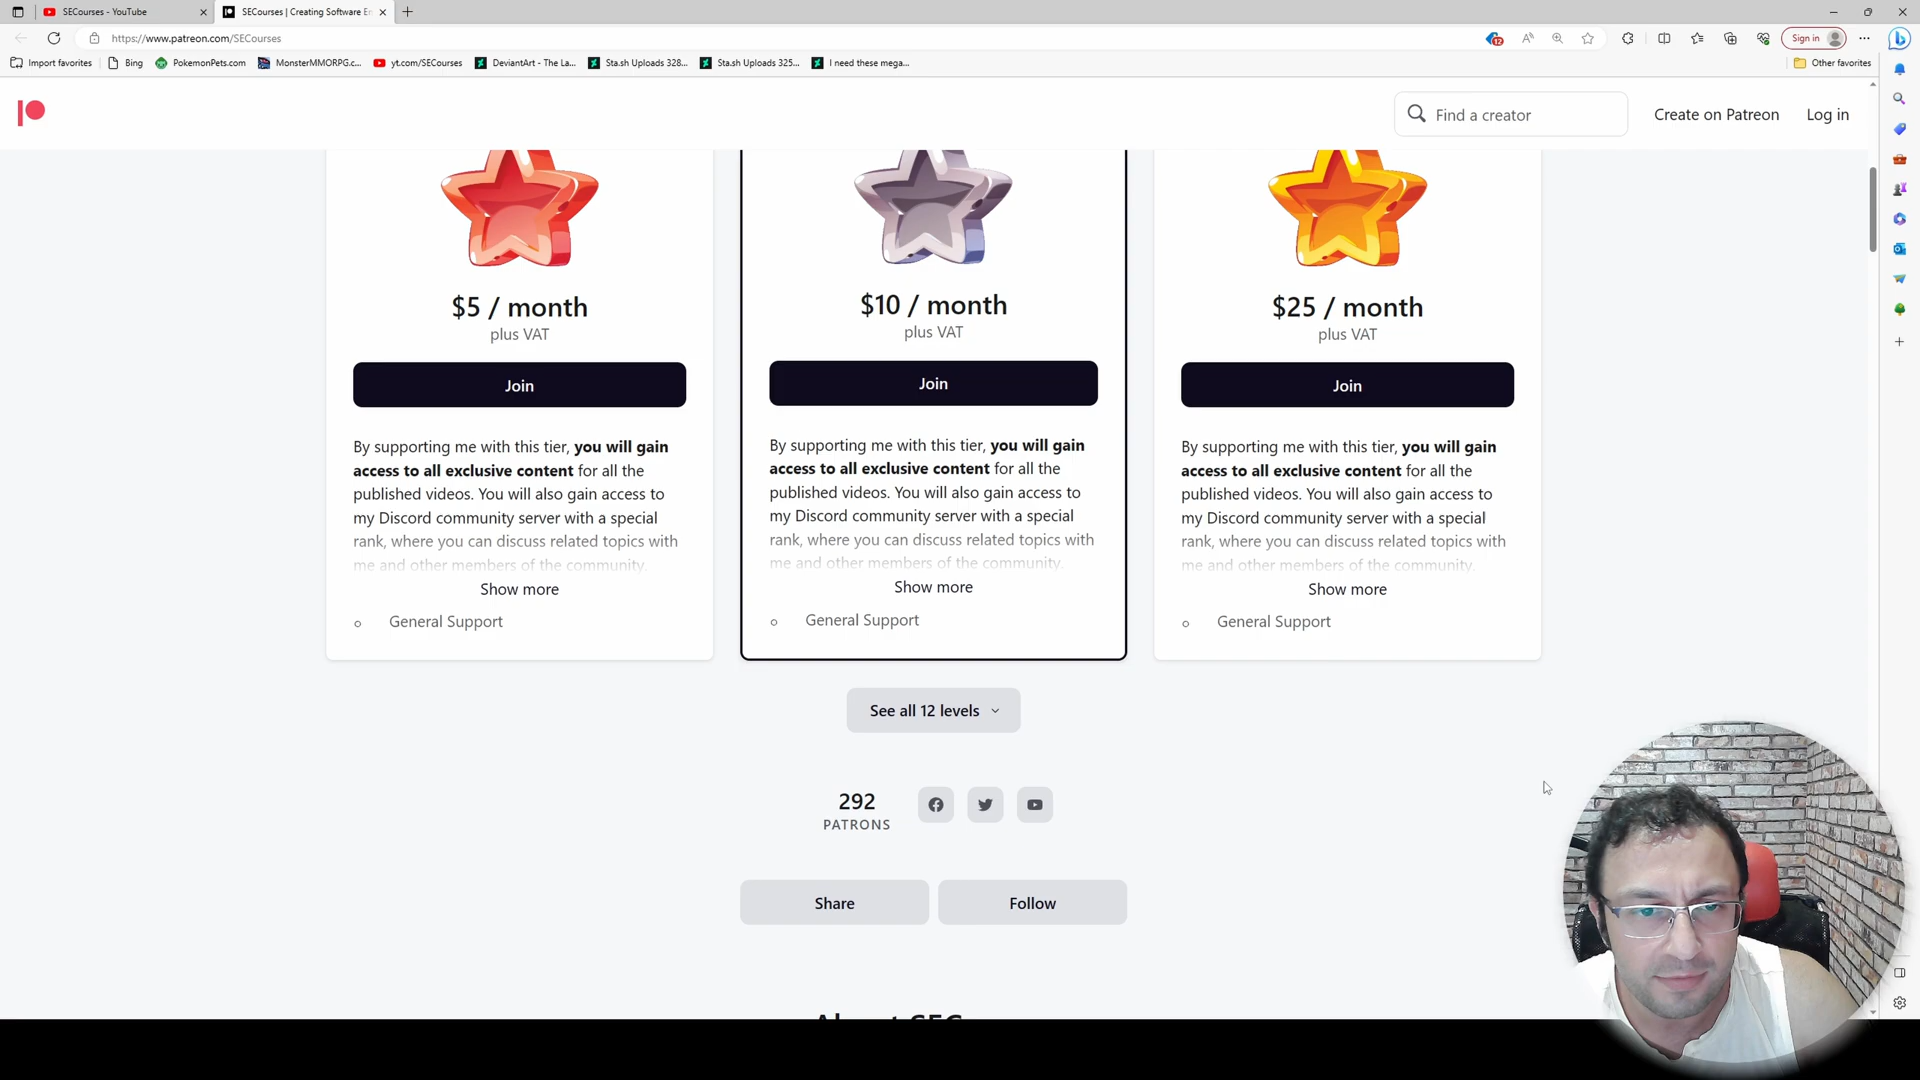 SECourses - YouTube
SECourses | Creating Software En
https://www.patreon.com/SECourses
12
Sign in
Import favorites
Bing
PokemonPets.com
MonsterMMORPG.c...
yt.com/SECourses
DeviantArt - The La...
Sta.sh Uploads 328...
Sta.sh Uploads 325...
I need these mega...
Other favorites
Find a creator
Create on Patreon
Log in
$5 / month
plus VAT
Join
By supporting me with this tier, you will gain
access to all exclusive content for all the
published videos. You will also gain access to
my Discord community server with a special
rank, where you can discuss related topics with
me and other members of the community.
Show more
General Support
$10 / month
plus VAT
Join
By supporting me with this tier, you will gain
access to all exclusive content for all the
published videos. You will also gain access to
my Discord community server with a special
rank, where you can discuss related topics with
me and other members of the community.
Show more
General Support
$25 / month
plus VAT
Join
By supporting me with this tier, you will gain
access to all exclusive content for all the
published videos. You will also gain access to
my Discord community server with a special
rank, where you can discuss related topics with
me and other members of the community.
Show more
General Support
See all 12 levels
292
PATRONS
Share
Follow